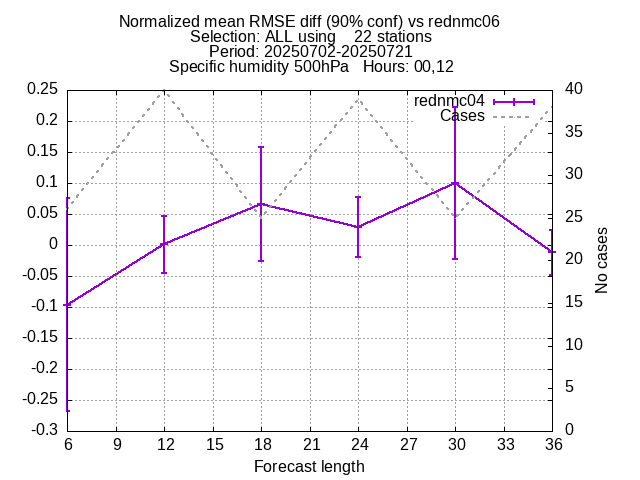 Normalized mean RMSE diff (90% conf) vs rednmc06
Selection: ALL using    22 stations
Period: 20250702-20250721
Specific humidity 500hPa   Hours: 00,12
rednmc04
Cases
0.25
0.2
0.15
0.1
0.05
0
-0.05
-0.1
-0.15
-0.2
-0.25
-0.3
40
35
30
25
20
15
10
5
0
No cases
6 9 12 15 18 21 24 27 30 33 36
Forecast length